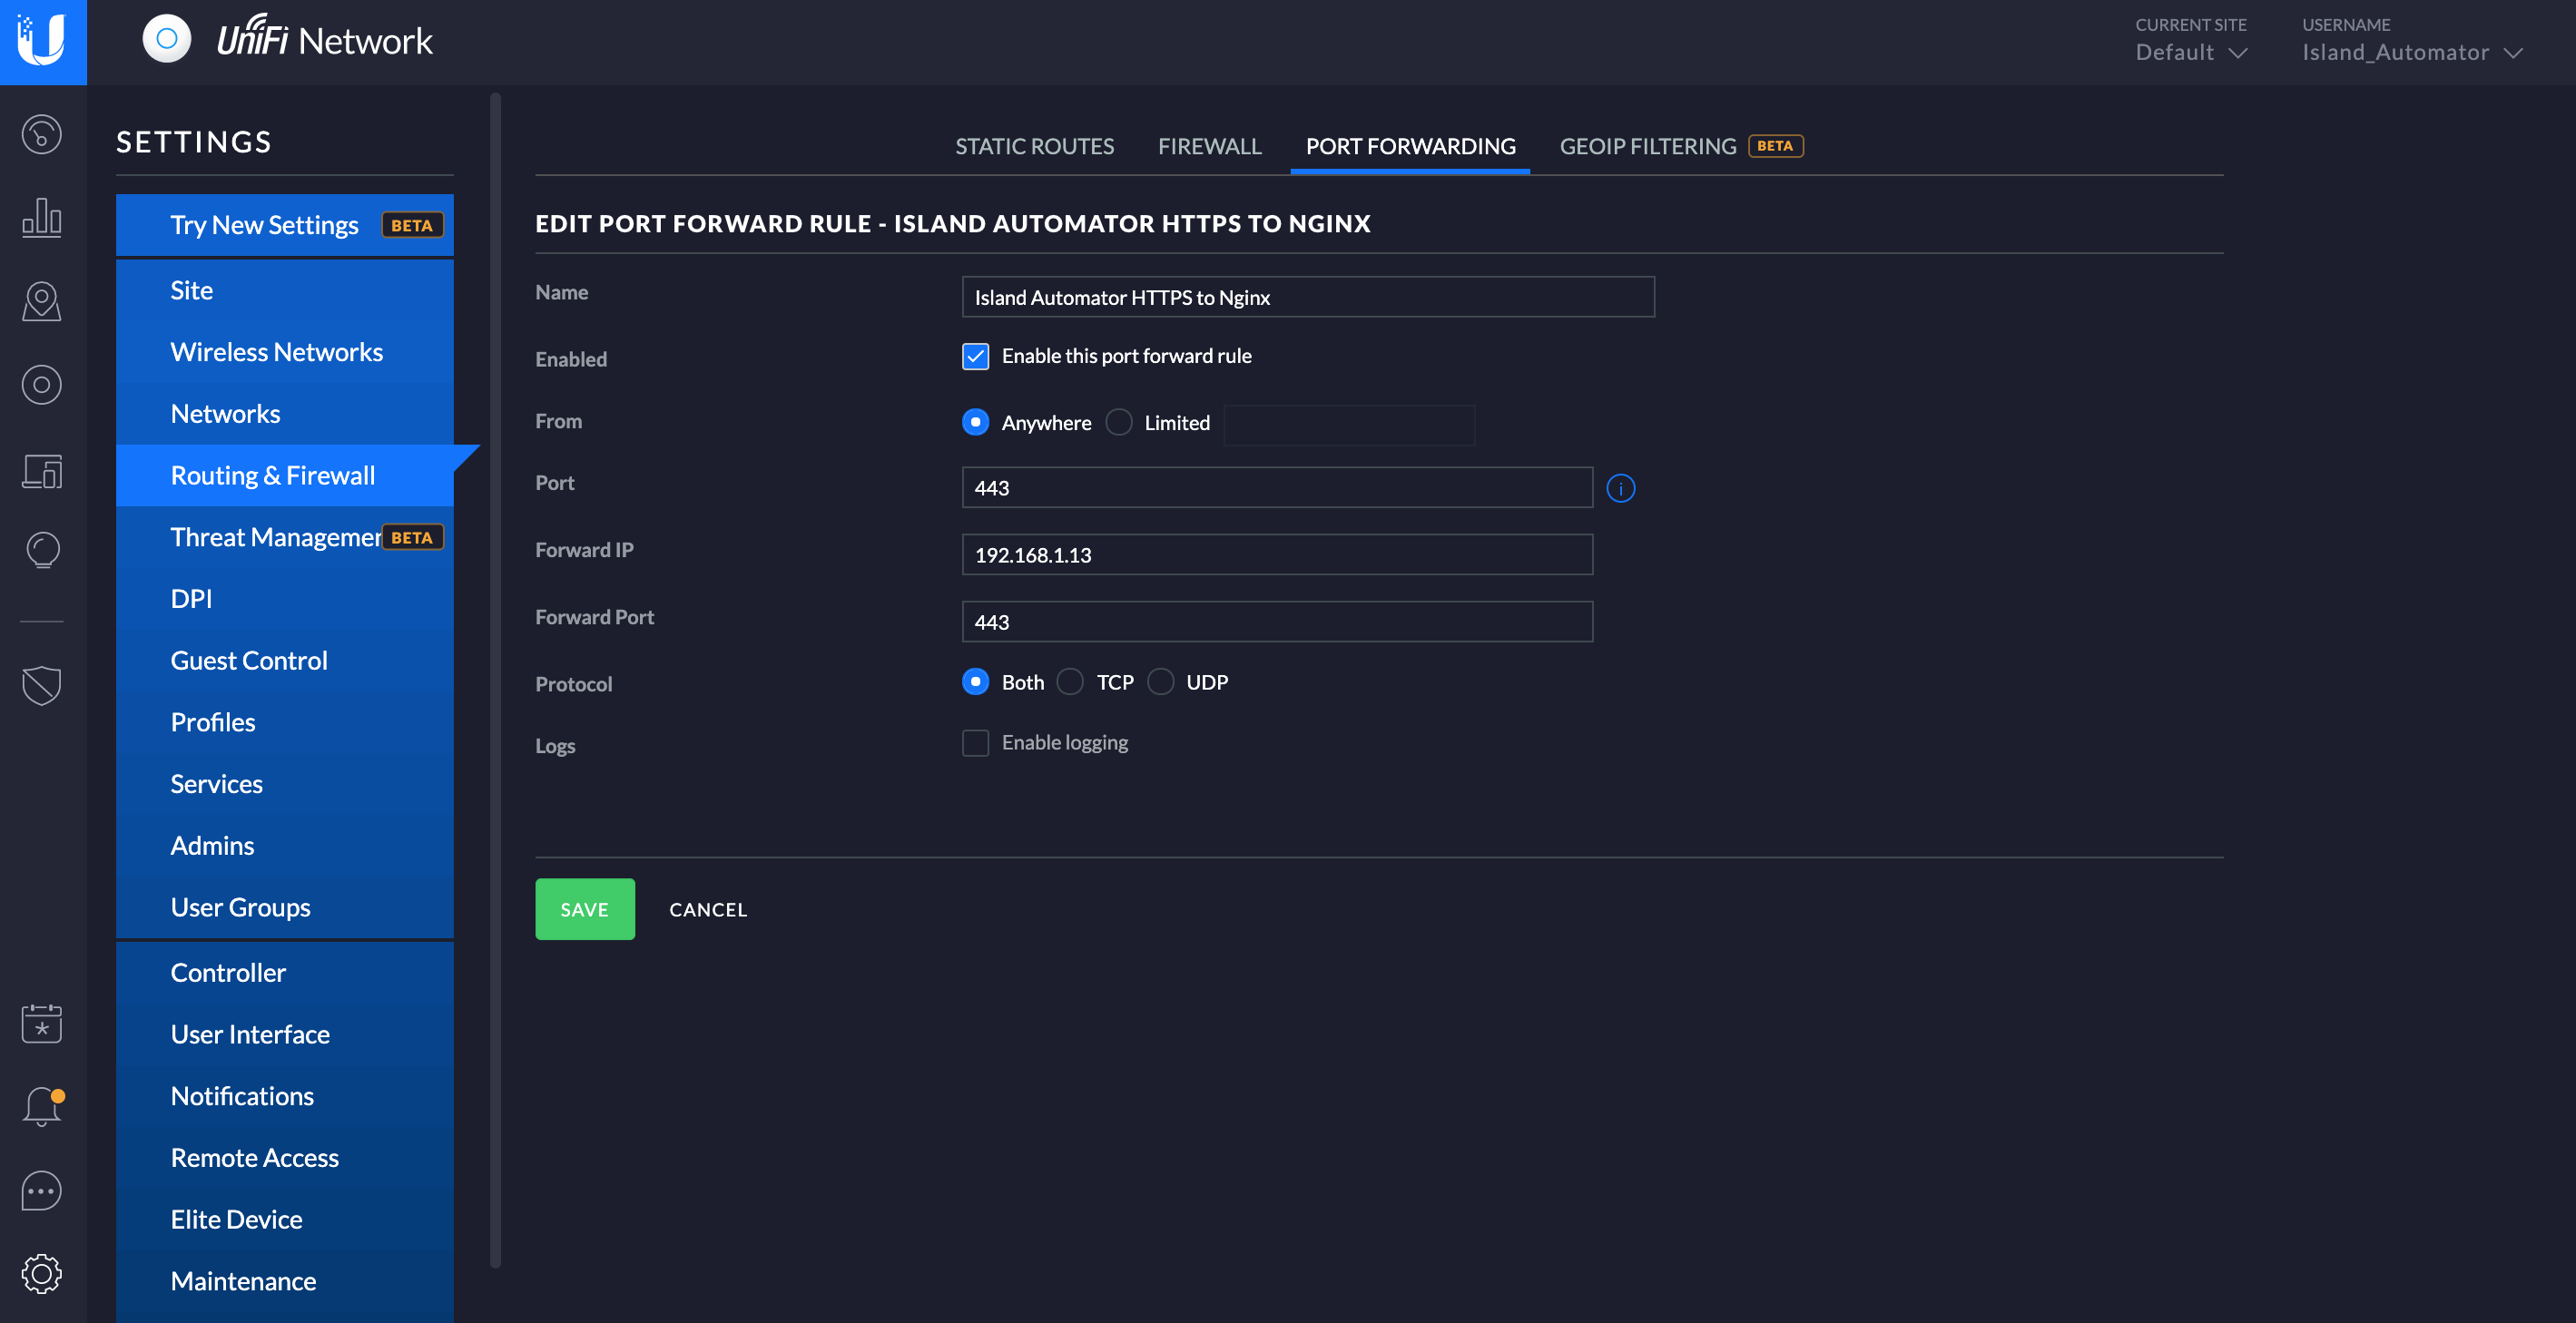 UniFi Network
CURRENT SITE
Default
USERNAME
Island_Automator
SETTINGS
Try New Settings BETA
Site
Wireless Networks
Networks
Routing & Firewall
Threat Managemen BETA
DPI
Guest Control
Profiles
Services
Admins
User Groups
Controller
User Interface
Notifications
Remote Access
Elite Device
Maintenance
STATIC ROUTES FIREWALL PORT FORWARDING GEOIP FILTERING BETA
EDIT PORT FORWARD RULE - ISLAND AUTOMATOR HTTPS TO NGINX
Name Island Automator HTTPS to Nginx
Enabled Enable this port forward rule
From Anywhere Limited
Port 443
Forward IP 192.168.1.13
Forward Port 443
Protocol Both TCP UDP
Logs Enable logging
SAVE CANCEL